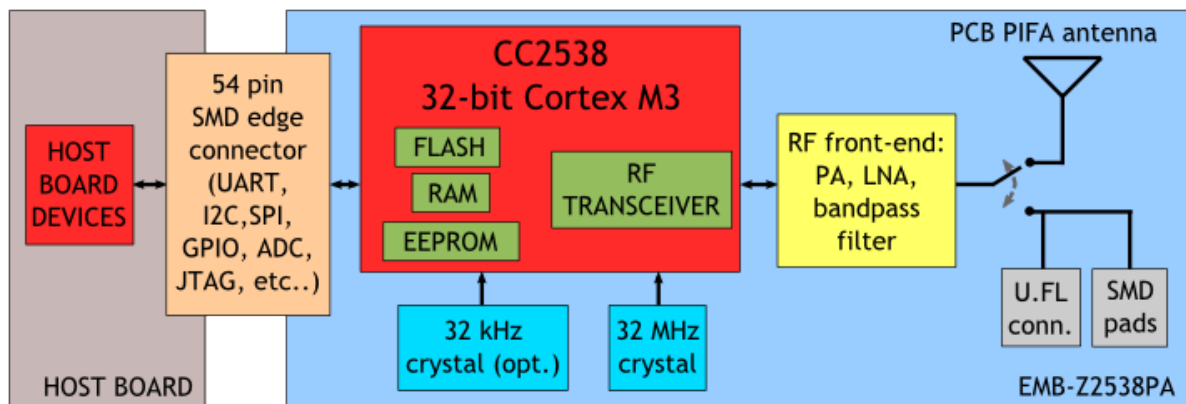 HOST
BOARD
DEVICES
HOST BOARD
54 pin
SMD edge
connector
(UART,
I2C,SPI,
GPIO, ADC,
JTAG, etc..)
CC2538
32-bit Cortex M3
FLASH
RAM
EEPROM
RF
TRANSCEIVER
32 kHz
crystal (opt.)
32 MHz
crystal
RF front-end:
PA, LNA,
bandpass
filter
PCB PIFA antenna
U.FL
conn.
SMD
pads
EMB-Z2538PA